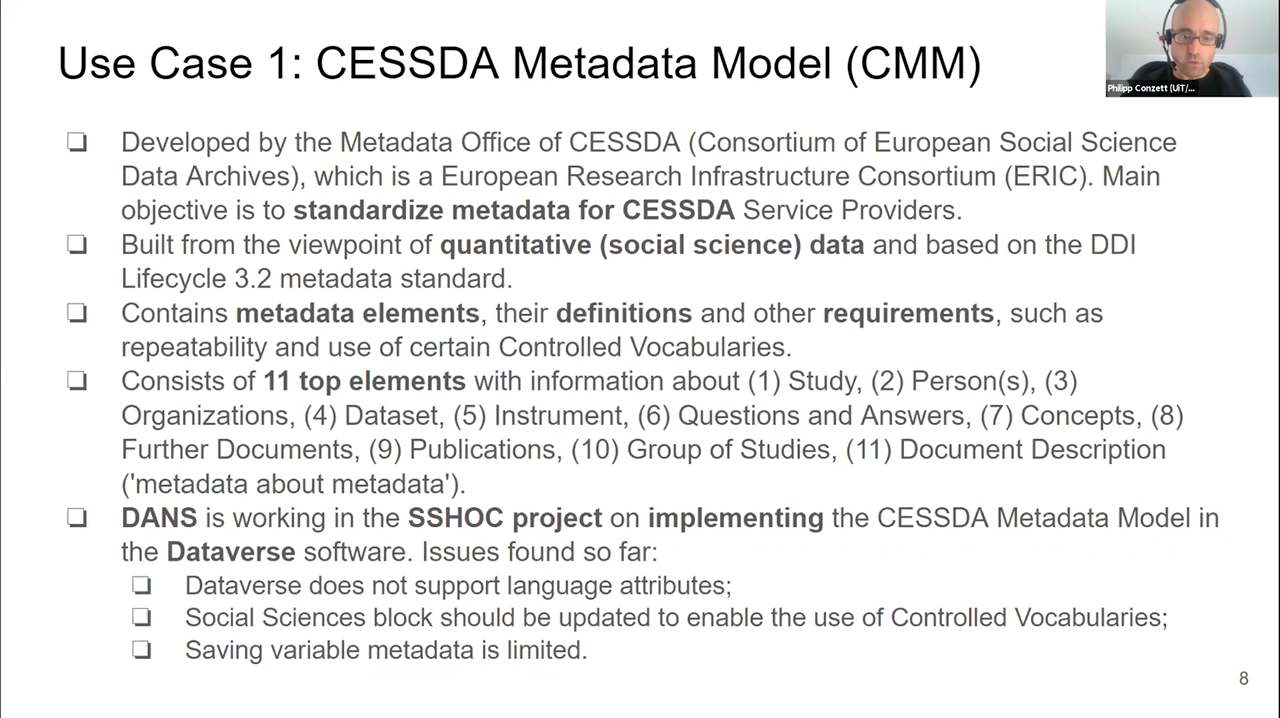 Use Case 1: CESSDA Metadata Model (CMM)
Philipp Conzett (UiT/...
❏ Developed by the Metadata Office of CESSDA (Consortium of European Social Science
Data Archives), which is a European Research Infrastructure Consortium (ERIC). Main
objective is to standardize metadata for CESSDA Service Providers.
❏ Built from the viewpoint of quantitative (social science) data and based on the DDI
Lifecycle 3.2 metadata standard.
❏ Contains metadata elements, their definitions and other requirements, such as
repeatability and use of certain Controlled Vocabularies.
❏ Consists of 11 top elements with information about (1) Study, (2) Person(s), (3)
Organizations, (4) Dataset, (5) Instrument, (6) Questions and Answers, (7) Concepts, (8)
Further Documents, (9) Publications, (10) Group of Studies, (11) Document Description
('metadata about metadata').
❏ DANS is working in the SSHOC project on implementing the CESSDA Metadata Model in
the Dataverse software. Issues found so far:
❏ Dataverse does not support language attributes;
❏ Social Sciences block should be updated to enable the use of Controlled Vocabularies;
❏ Saving variable metadata is limited.
8